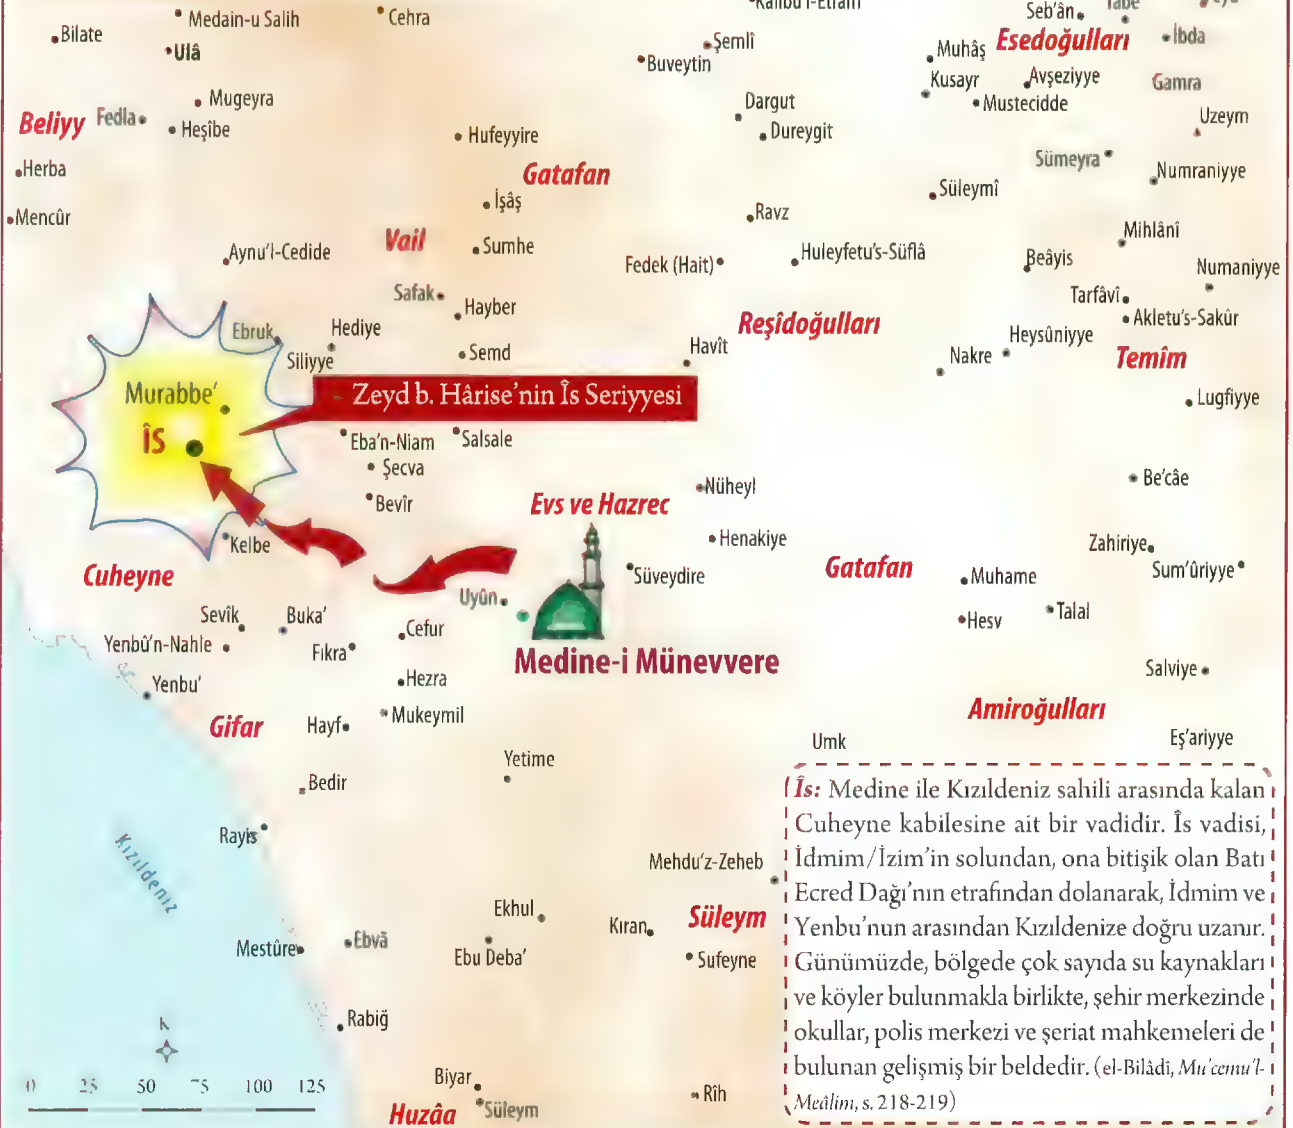 Medain-u Salih
Cehra
Seb'ân
Bilate
Ulâ
Şemlî
Buveytin
Muhâş
Esedoğulları
İbda
Kusayr
Avşeziyye
Gamra
Mustecidde
Mugeyra
Beliyy
Fedla
Heşîbe
Dargut
Dureygit
Uzeym
Hufeyyire
Sümeyra
Herba
Gatafan
Numraniyye
Mencûr
İşâş
Süleymî
Ravz
Vail
Sumhe
Mihlânî
Aynu'l-Cedide
Fedek (Hait)
Huleyfetu's-Süflâ
Beâyis
Numaniyye
Safak
Hayber
Tarfâvî
Ebruk
Hediye
Reşîdoğulları
Akletu's-Sakûr
Siliyye
Semd
Havît
Heysûniyye
Nakre
Temîm
Murabbe'
Zeyd b. Hârise'nin Îs Seriyyesi
Lugfiyye
ÎS
Eba'n-Niam
Salsale
Şecva
Be'câe
Bevîr
Nüheyl
Evs ve Hazrec
Kelbe
Henakiye
Zahiriye
Cuheyne
Süveydire
Gatafan
Muhame
Sum'ûriyye
Uyûn
Sevîk
Buka'
Cefur
Hesv
Talal
Yenbû'n-Nahle
Fıkra
Medine-i Münevvere
Yenbu'
Hezra
Salviye
Gifar
Hayf
Mukeymil
Amiroğulları
Umk
Eş'ariyye
Yetime
Bedir
Rayis
Kızıldeniz
Mehdu'z-Zeheb
Ekhul
Kıran
Süleym
Mestûre
Ebvâ
Ebu Deba'
Sufeyne
Rabiğ
K
0 25 50 75 100 125
Biyar
Süleym
Rîh
Huzâa
Îs: Medine ile Kızıldeniz sahili arasında kalan
Cuheyne kabilesine ait bir vadidir. Îs vadisi,
İdmim/İzim'in solundan, ona bitişik olan Batı
Ecred Dağı'nın etrafından dolanarak, İdmim ve
Yenbu'nun arasından Kızıldenize doğru uzanır.
Günümüzde, bölgede çok sayıda su kaynakları
ve köyler bulunmakla birlikte, şehir merkezinde
okullar, polis merkezi ve şeriat mahkemeleri de
bulunan gelişmiş bir beldedir. (el-Bilâdî, Mu'cemu'l-
Meâlim, s. 218-219)